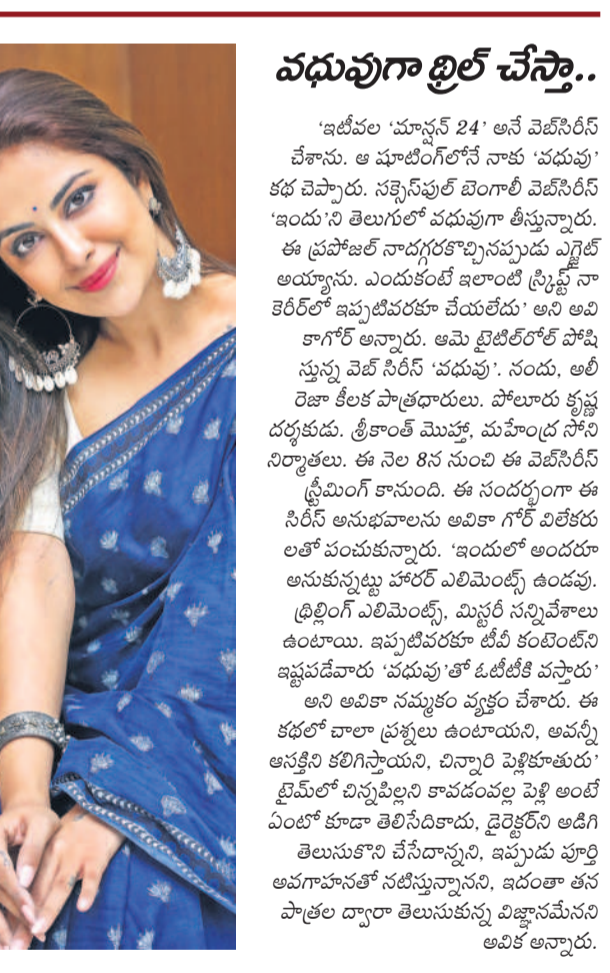 వధువుగా థ్రిల్ చేస్తా..
‘ఇటీవల ‘మాన్షన్ 24’ అనే వెబ్‌సిరీస్
చేశాను. ఆ షూటింగ్‌లోనే నాకు ‘వధువు’
కథ చెప్పారు. సక్సెస్‌ఫుల్ బెంగాలీ వెబ్‌సిరీస్
‘ఇందు’ని తెలుగులో వధువుగా తీస్తున్నారు.
ఈ ప్రపోజల్ నాదగ్గరకొచ్చినప్పుడు ఎగ్జైట్
అయ్యాను. ఎందుకంటే ఇలాంటి స్క్రిప్ట్ నా
కెరీర్‌లో ఇప్పటివరకూ చేయలేదు’ అని అవి
కాగోర్ అన్నారు. ఆమె టైటిల్‌రోల్ పోషి
స్తున్న వెబ్ సిరీస్ ‘వధువు’. నందు, అలీ
రెజా కీలక పాత్రధారులు. పోలూరు కృష్ణ
దర్శకుడు. శ్రీకాంత్ మొహ్తా, మహేంద్ర సోని
నిర్మాతలు. ఈ నెల 8న నుంచి ఈ వెబ్‌సిరీస్
స్ట్రీమింగ్ కానుంది. ఈ సందర్భంగా ఈ
సిరీస్ అనుభవాలను అవికా గోర్ విలేకరు
లతో పంచుకున్నారు. ‘ఇందులో అందరూ
అనుకున్నట్టు హారర్ ఎలిమెంట్స్ ఉండవు.
థ్రిల్లింగ్ ఎలిమెంట్స్, మిస్టరీ సన్నివేశాలు
ఉంటాయి. ఇప్పటివరకూ టీవీ కంటెంట్‌ని
ఇష్టపడేవారు ‘వధువు’తో ఓటీటీకి వస్తారు’
అని అవికా నమ్మకం వ్యక్తం చేశారు. ఈ
కథలో చాలా ప్రశ్నలు ఉంటాయని, అవన్నీ
ఆసక్తిని కలిగిస్తాయని, చిన్నారి పెళ్లికూతురు’
టైమ్‌లో చిన్నపిల్లని కావడంవల్ల పెళ్లి అంటే
ఏంటో కూడా తెలిసేదికాదు, డైరెక్టర్‌ని అడిగి
తెలుసుకొని చేసేదాన్నని, ఇప్పుడు పూర్తి
అవగాహనతో నటిస్తున్నానని, ఇదంతా తన
పాత్రల ద్వారా తెలుసుకున్న విజ్ఞానమేనని
అవిక అన్నారు.